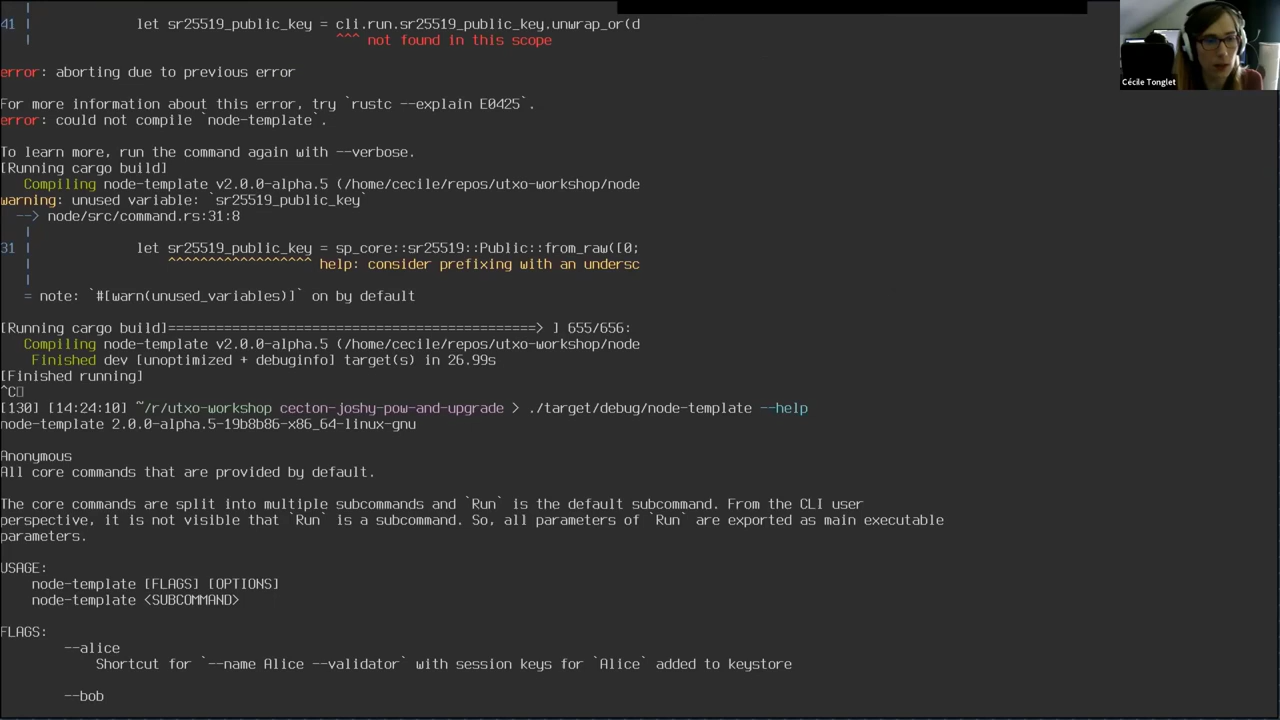 41 |             let sr25519_public_key = cli.run.sr25519_public_key.unwrap_or(d
   |                                      ^^^ not found in this scope
error: aborting due to previous error
For more information about this error, try `rustc --explain E0425`.
error: could not compile `node-template`.
To learn more, run the command again with --verbose.
[Running cargo build]
   Compiling node-template v2.0.0-alpha.5 (/home/cecile/repos/utxo-workshop/node
warning: unused variable: `sr25519_public_key`
  --> node/src/command.rs:31:8
   |
31 |             let sr25519_public_key = sp_core::sr25519::Public::from_raw([0;
   |                 ^^^^^^^^^^^^^^^^^^ help: consider prefixing with an undersc
   |
   = note: `#[warn(unused_variables)]` on by default
[Running cargo build]==============================================> ] 655/656:
   Compiling node-template v2.0.0-alpha.5 (/home/cecile/repos/utxo-workshop/node
    Finished dev [unoptimized + debuginfo] target(s) in 26.99s
[Finished running]
^C
[130] [14:24:10] ~/r/utxo-workshop cecton-joshy-pow-and-upgrade > ./target/debug/node-template --help
node-template 2.0.0-alpha.5-19b8b86-x86_64-linux-gnu
Anonymous
All core commands that are provided by default.
The core commands are split into multiple subcommands and `Run` is the default subcommand. From the CLI user
perspective, it is not visible that `Run` is a subcommand. So, all parameters of `Run` are exported as main executable
parameters.
USAGE:
    node-template [FLAGS] [OPTIONS]
    node-template <SUBCOMMAND>
FLAGS:
        --alice
            Shortcut for `--name Alice --validator` with session keys for `Alice` added to keystore
        --bob
Cécile Tonglet